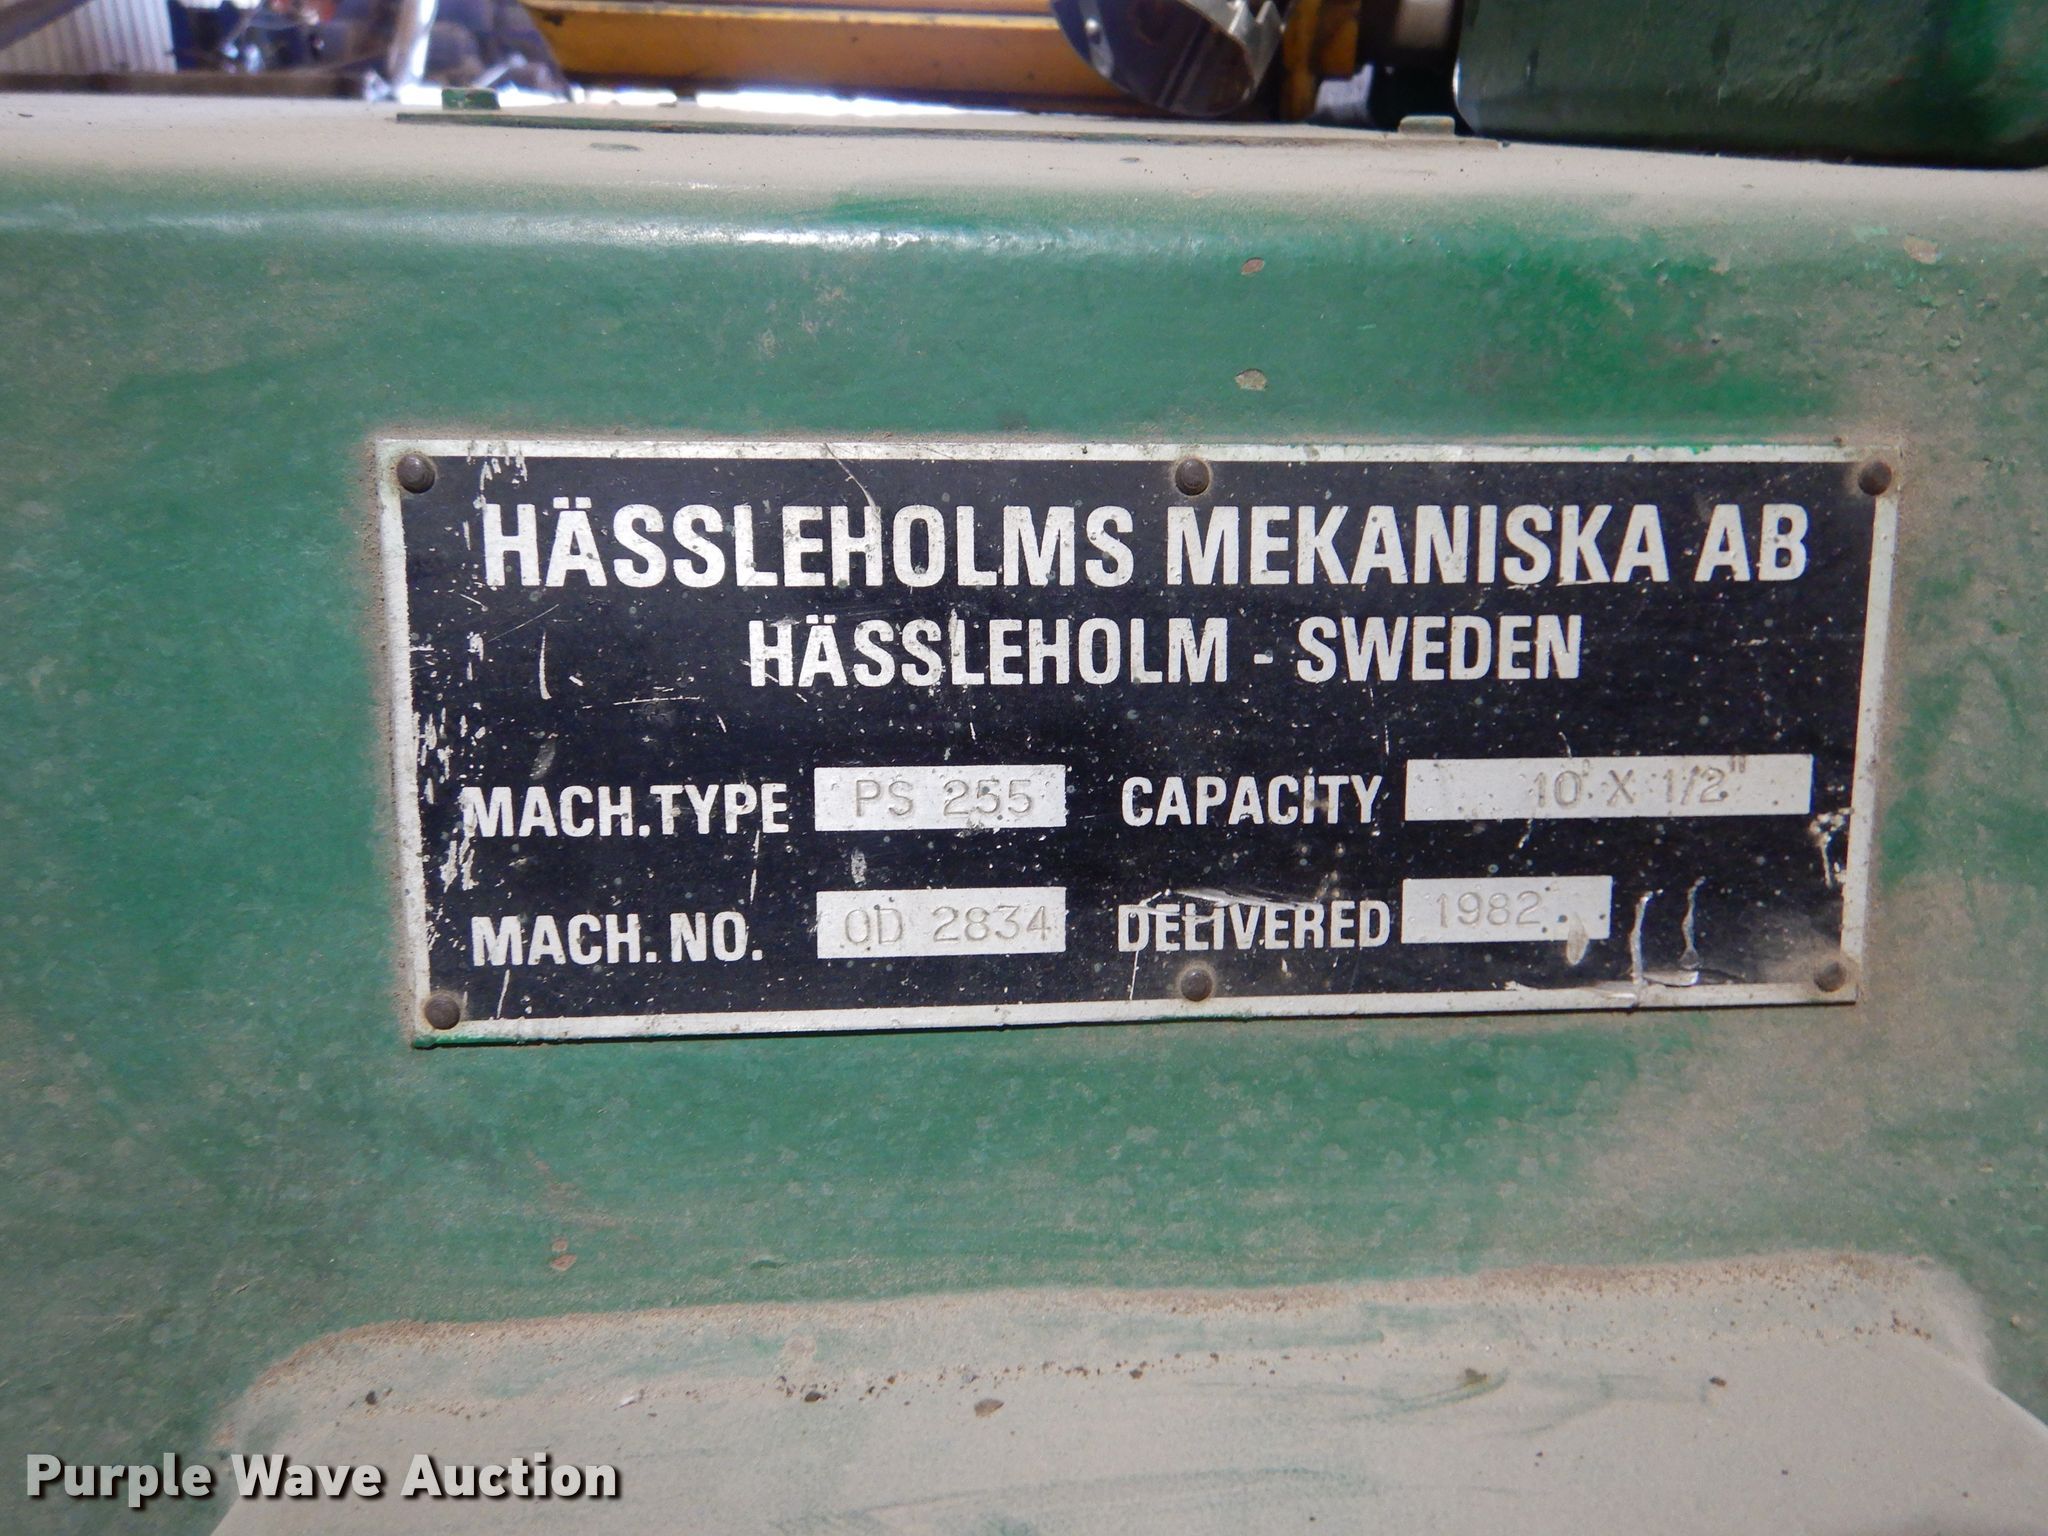 HÄSSLEHOLMS MEKANISKA AB
HÄSSLEHOLM - SWEDEN
MACH.TYPE PS 255 CAPACITY 10' X 1/2"
MACH. NO. OD 2834 DELIVERED 1982
Purple Wave Auction